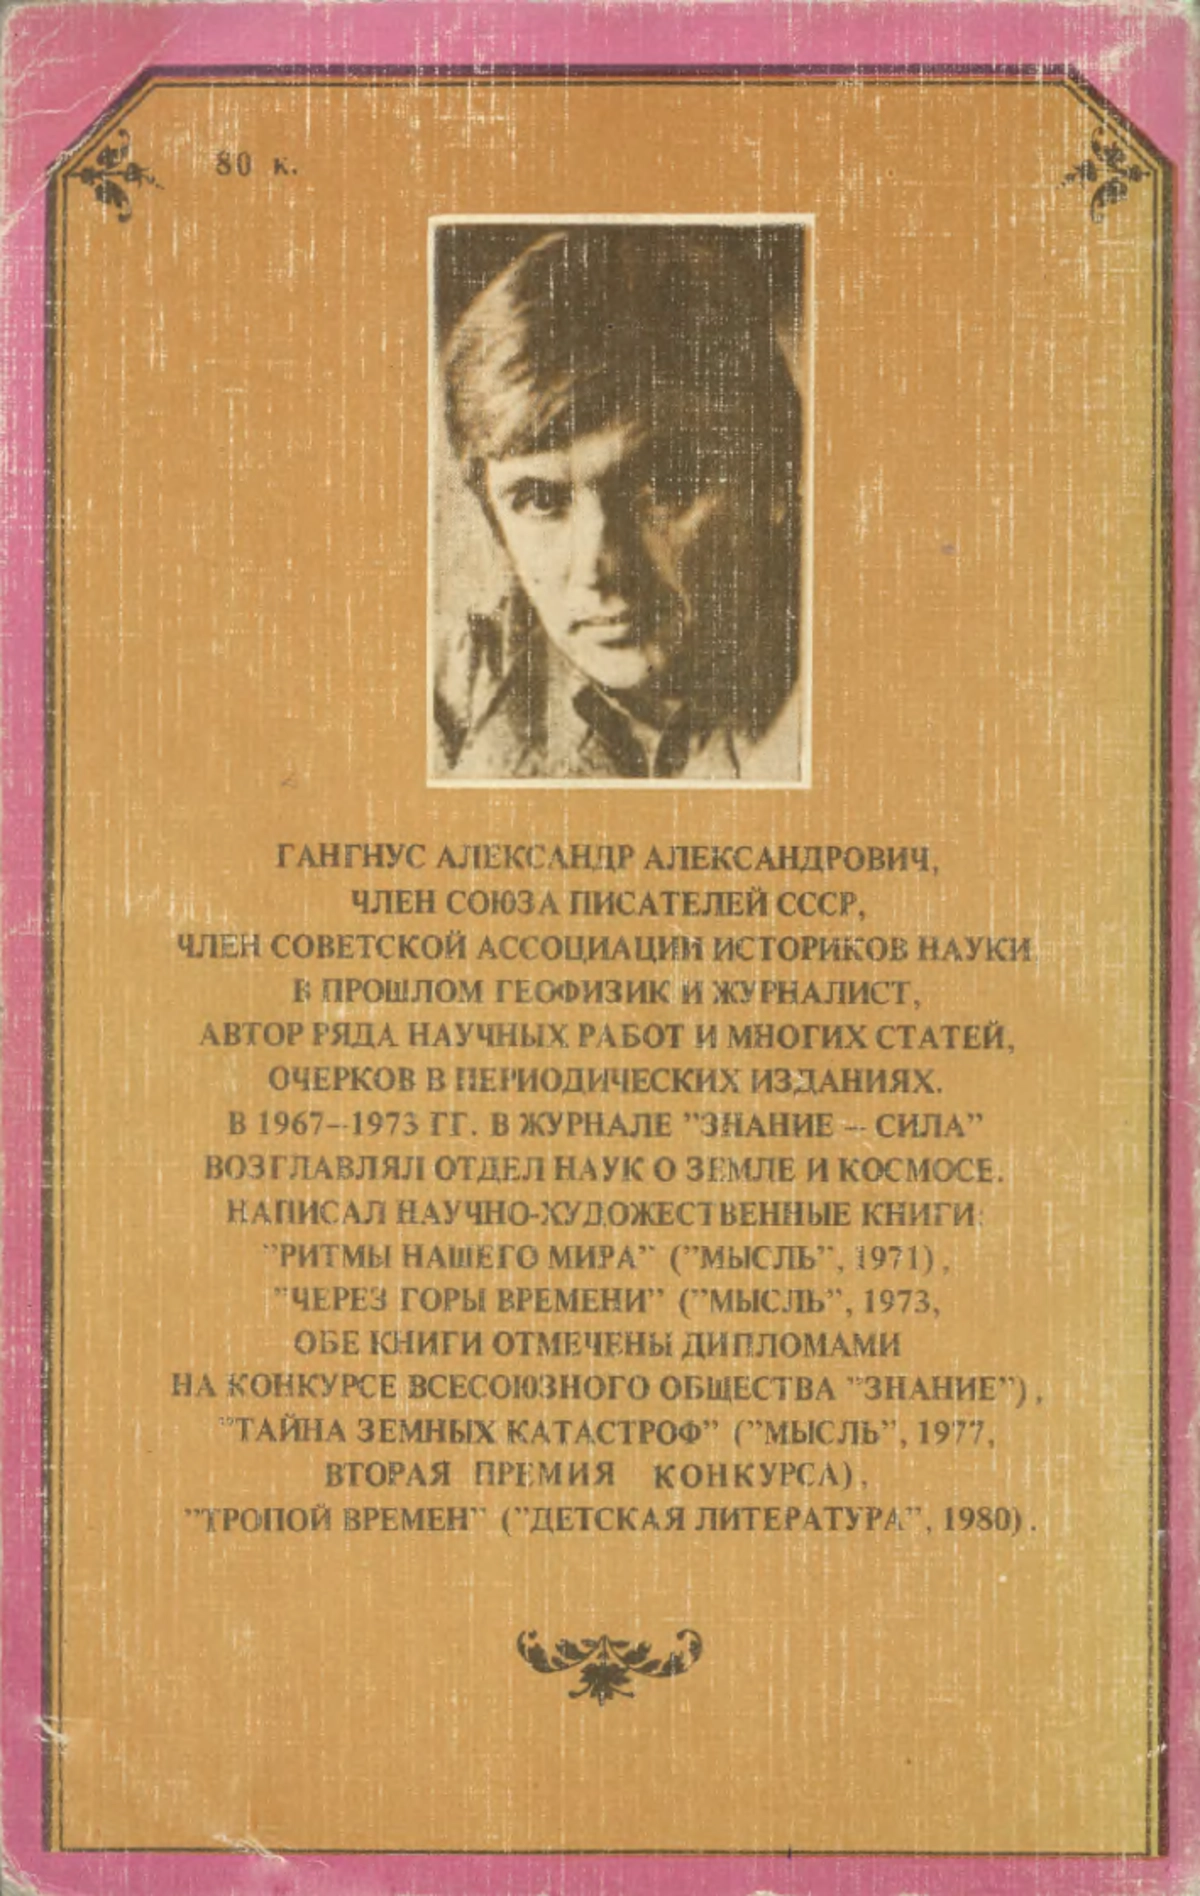 80 к.
ГАНГНУС АЛЕКСАНДР АЛЕКСАНДРОВИЧ,
ЧЛЕН СОЮЗА ПИСАТЕЛЕЙ СССР,
ЧЛЕН СОВЕТСКОЙ АССОЦИАЦИИ ИСТОРИКОВ НАУКИ
В ПРОШЛОМ ГЕОФИЗИК И ЖУРНАЛИСТ,
АВТОР РЯДА НАУЧНЫХ РАБОТ И МНОГИХ СТАТЕЙ,
ОЧЕРКОВ В ПЕРИОДИЧЕСКИХ ИЗДАНИЯХ.
В 1967–1973 ГГ. В ЖУРНАЛЕ ”ЗНАНИЕ – СИЛА”
ВОЗГЛАВЛЯЛ ОТДЕЛ НАУК О ЗЕМЛЕ И КОСМОСЕ.
НАПИСАЛ НАУЧНО-ХУДОЖЕСТВЕННЫЕ КНИГИ:
”РИТМЫ НАШЕГО МИРА” (”МЫСЛЬ”, 1971),
”ЧЕРЕЗ ГОРЫ ВРЕМЕНИ” (”МЫСЛЬ”, 1973,
ОБЕ КНИГИ ОТМЕЧЕНЫ ДИПЛОМАМИ
НА КОНКУРСЕ ВСЕСОЮЗНОГО ОБЩЕСТВА ”ЗНАНИЕ”),
”ТАЙНА ЗЕМНЫХ КАТАСТРОФ” (”МЫСЛЬ”, 1977,
ВТОРАЯ ПРЕМИЯ КОНКУРСА),
”ТРОПОЙ ВРЕМЕН” (”ДЕТСКАЯ ЛИТЕРАТУРА”, 1980).